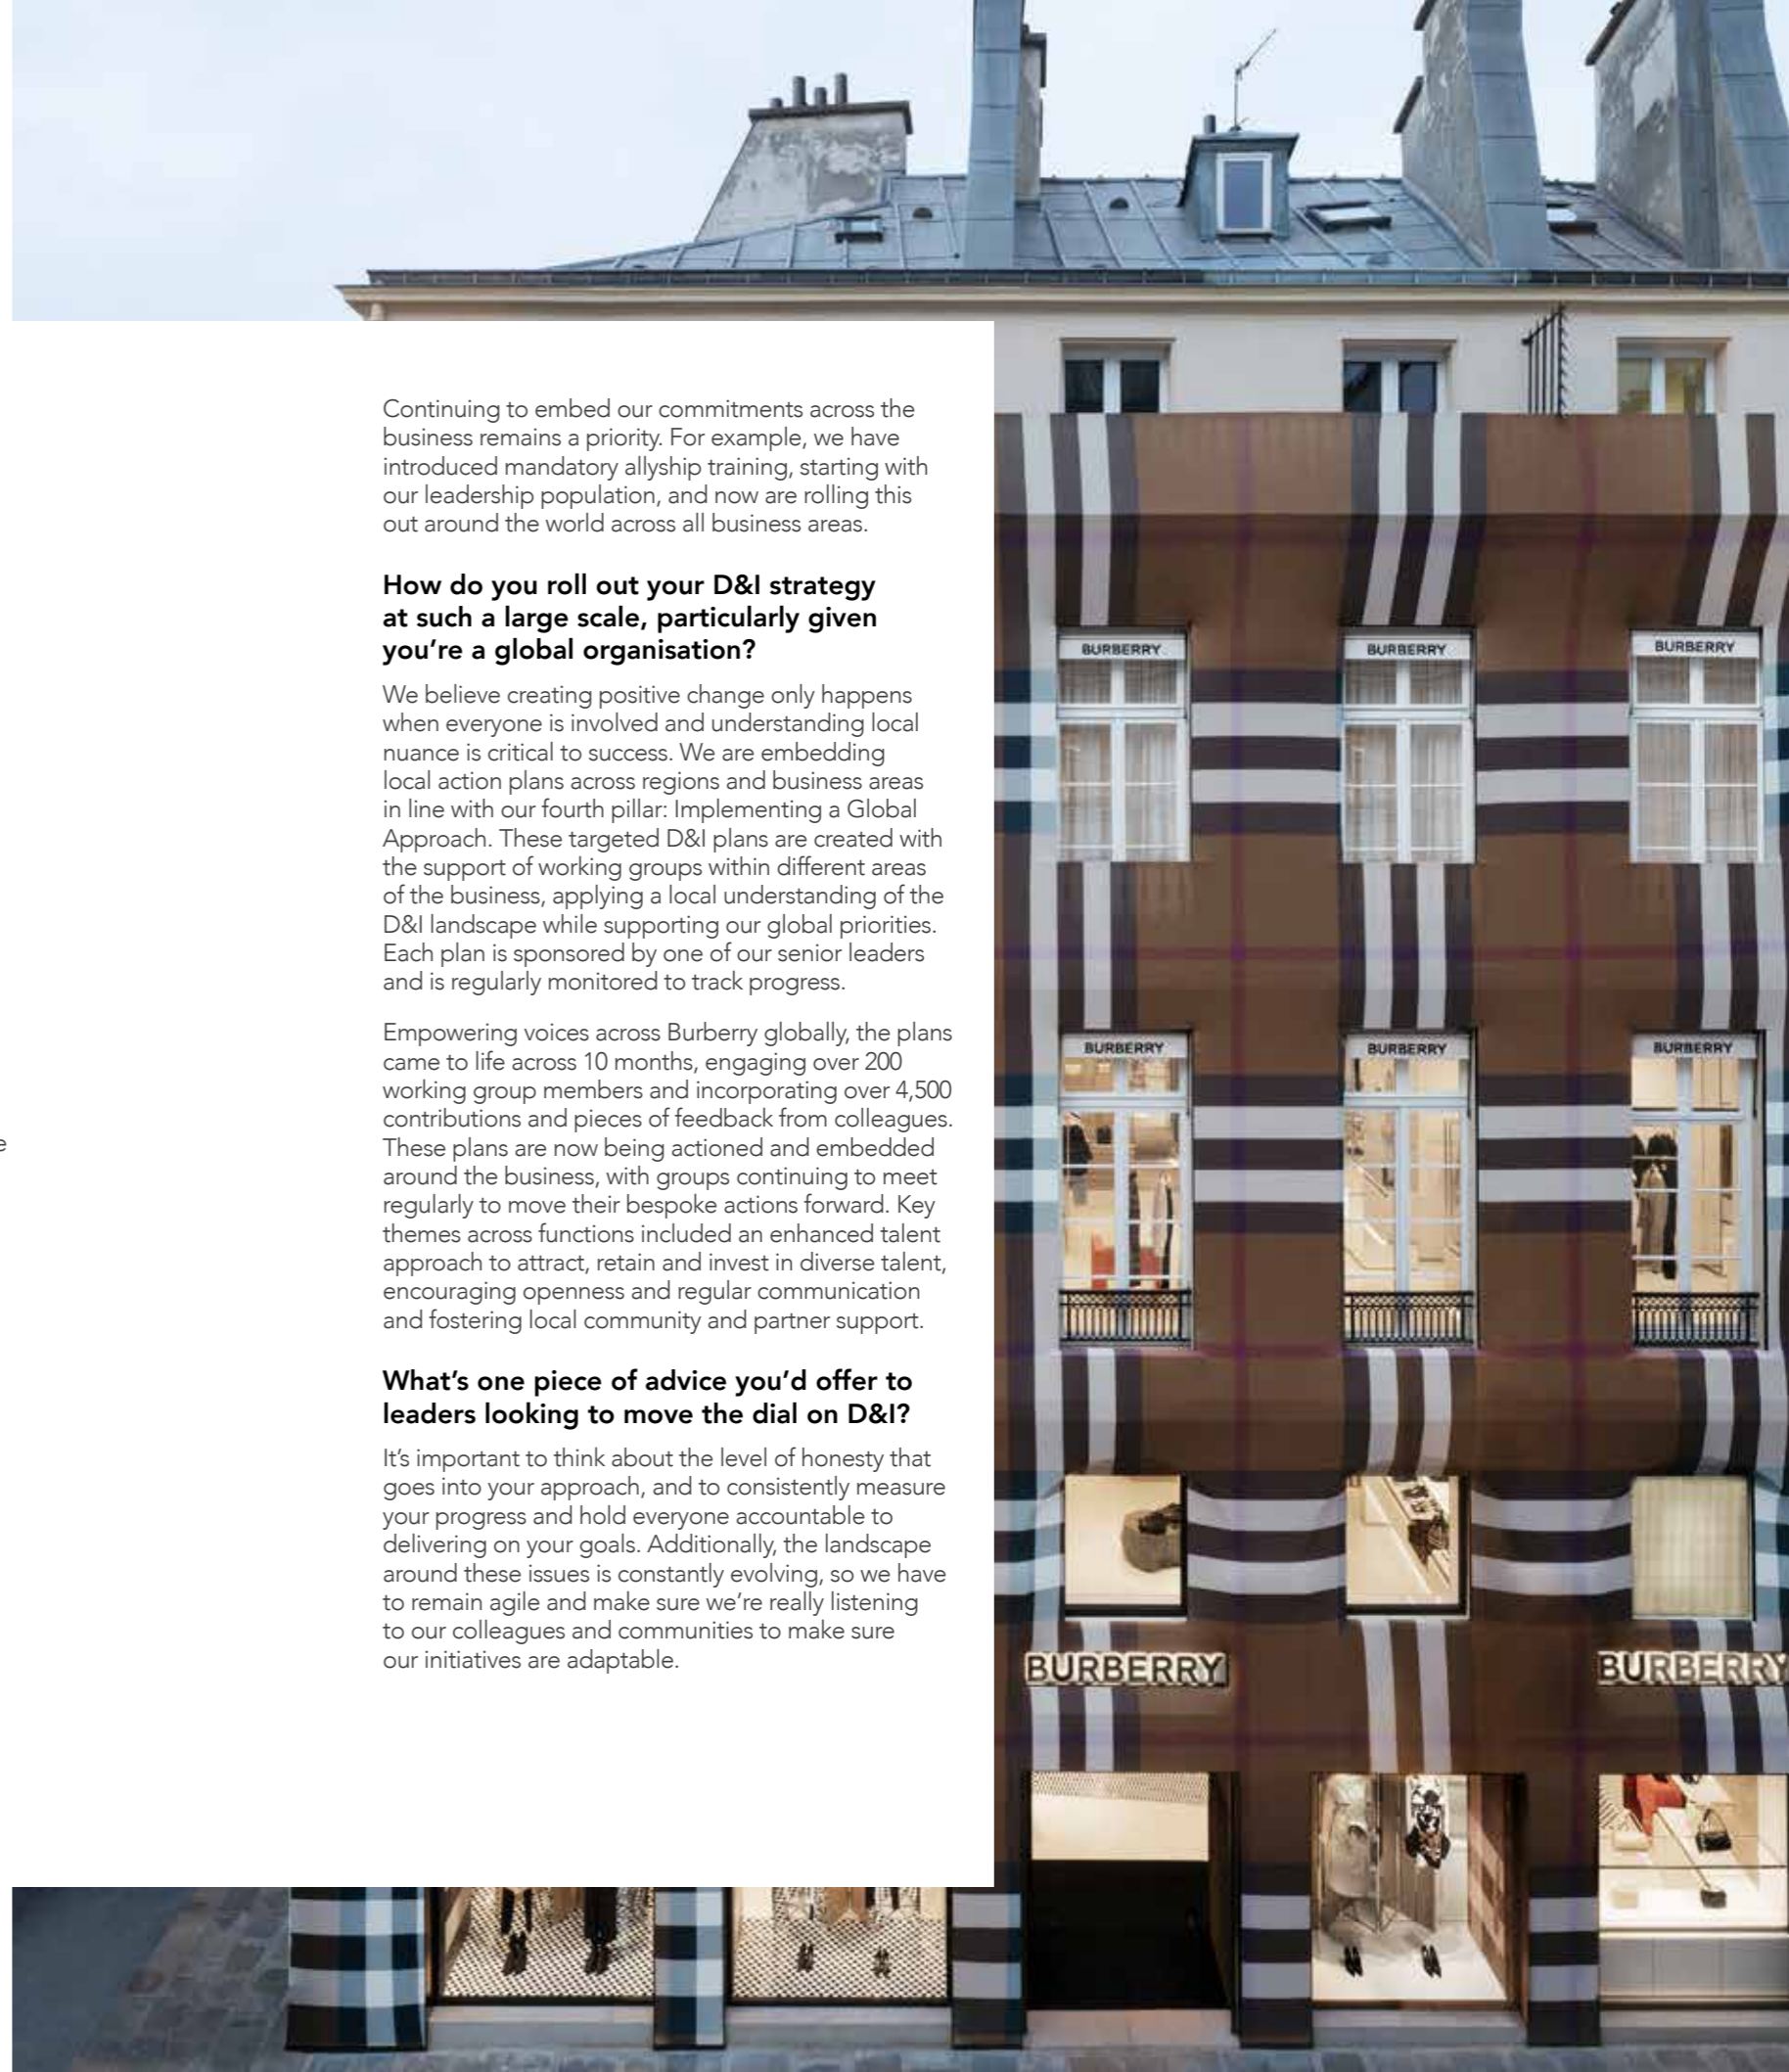 Continuing to embed our commitments across the
business remains a priority. For example, we have
introduced mandatory allyship training, starting with
our leadership population, and now are rolling this
out around the world across all business areas.
How do you roll out your D&I strategy
at such a large scale, particularly given
you're a global organisation?
We believe creating positive change only happens
when everyone is involved and understanding local
nuance is critical to success. We are embedding
local action plans across regions and business areas
in line with our fourth pillar: Implementing a Global
Approach. These targeted D&I plans are created with
the support of working groups within different areas
of the business, applying a local understanding of the
D&I landscape while supporting our global priorities.
Each plan is sponsored by one of our senior leaders
and is regularly monitored to track progress.
Empowering voices across Burberry globally, the plans
came to life across 10 months, engaging over 200
working group members and incorporating over 4,500
contributions and pieces of feedback from colleagues.
These plans are now being actioned and embedded
around the business, with groups continuing to meet
regularly to move their bespoke actions forward. Key
themes across functions included an enhanced talent
approach to attract, retain and invest in diverse talent,
encouraging openness and regular communication
and fostering local community and partner support.
What's one piece of advice you'd offer to
leaders looking to move the dial on D&I?
It's important to think about the level of honesty that
goes into your approach, and to consistently measure
your progress and hold everyone accountable to
delivering on your goals. Additionally, the landscape
around these issues is constantly evolving, so we have
to remain agile and make sure we're really listening
to our colleagues and communities to make sure
our initiatives are adaptable.
BURBERRY
BURBERRY
BURBERRY
BURBERRY
BURBERRY
BURBERRY
BURBERRY
BURBERRY